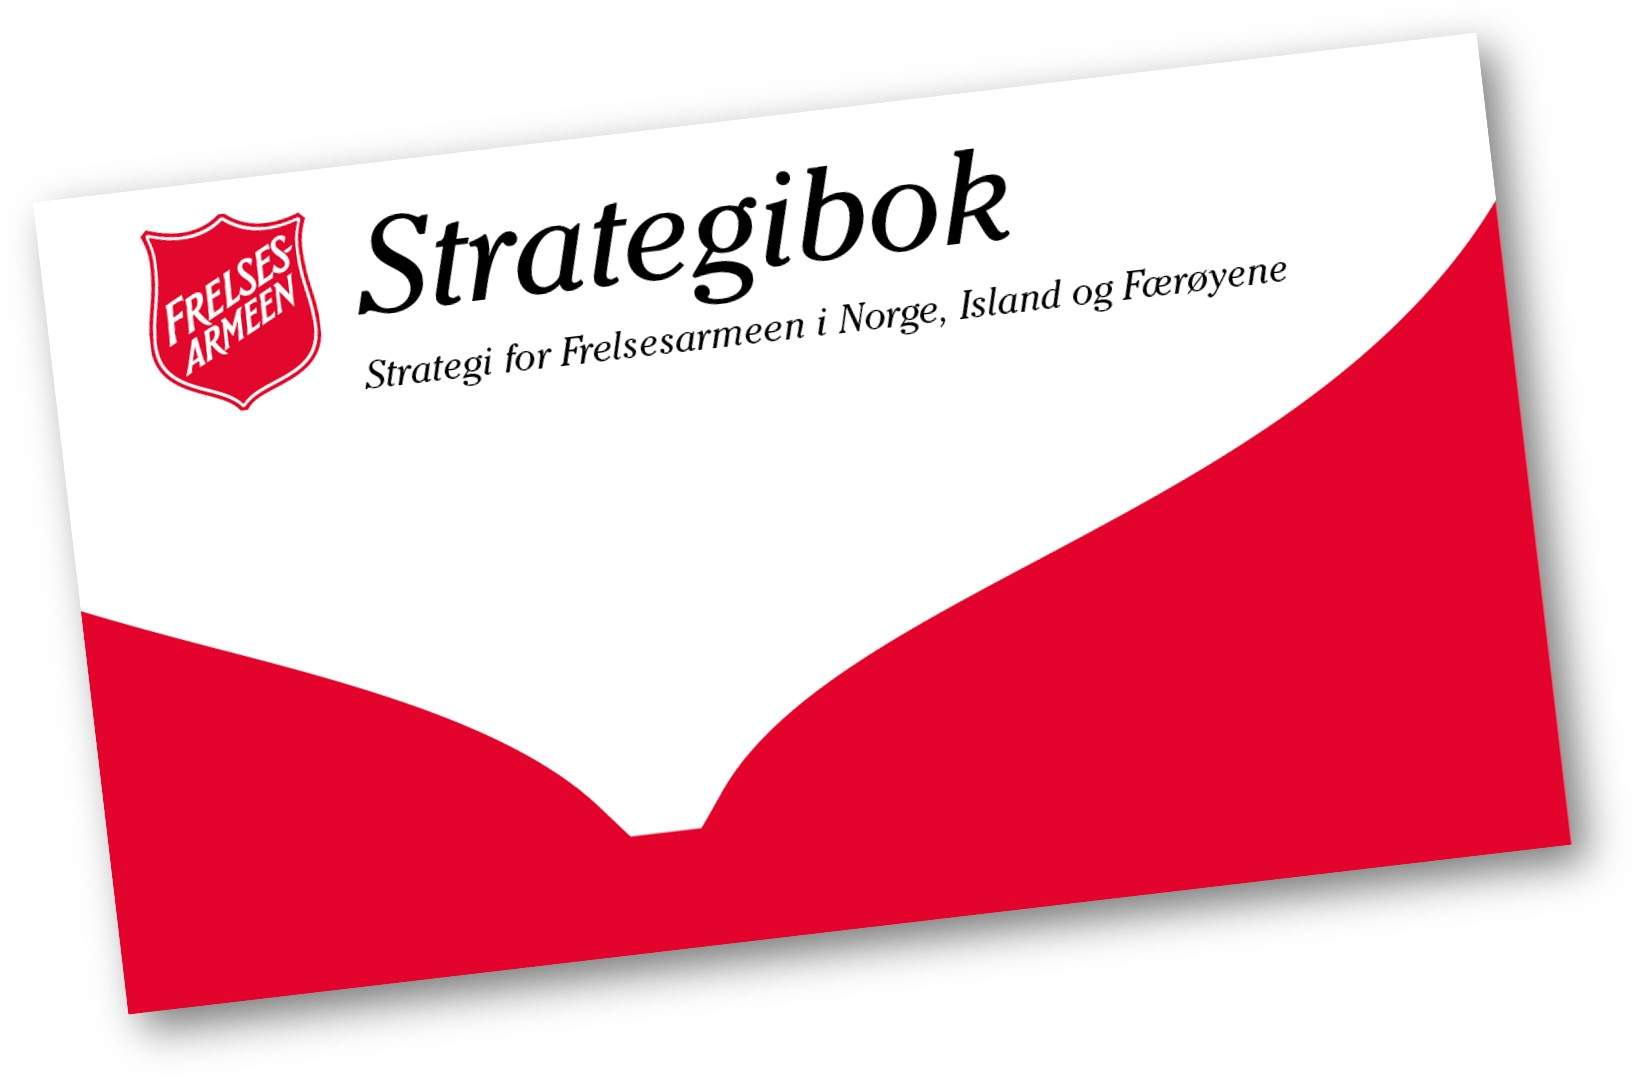 FRELSES-
ARMEEN
Strategibok
Strategi for Frelsesarmeen i Norge, Island og Færøyene